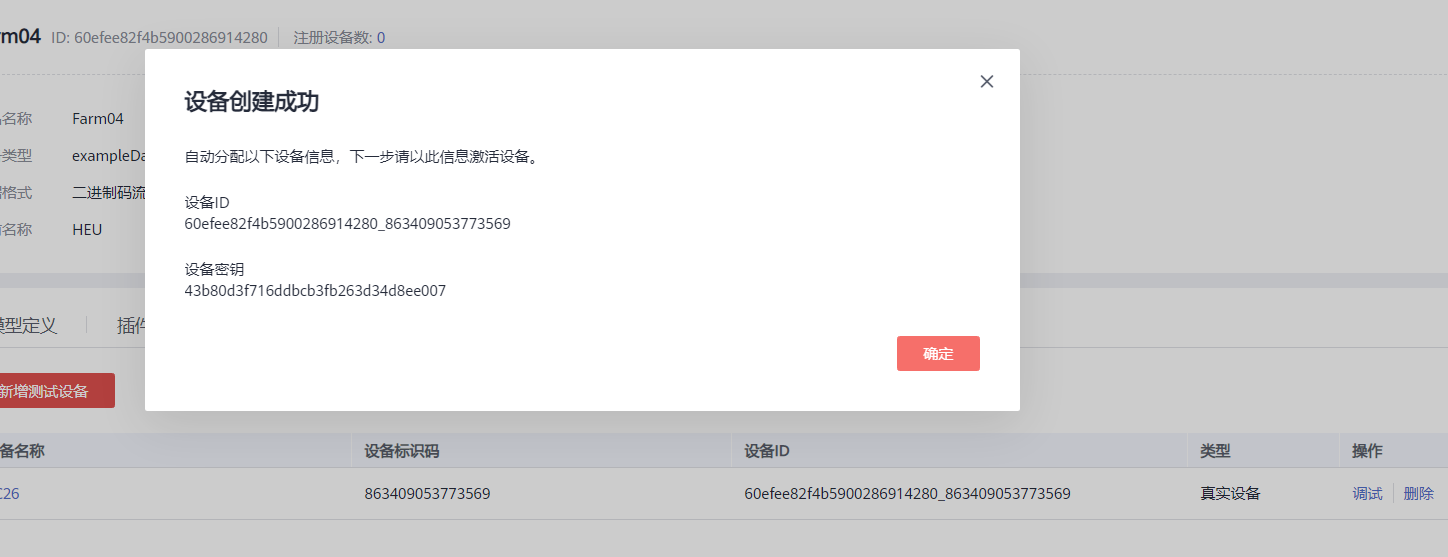 rm04 ID: 60efee82f4b5900286914280 注册设备数: 0
设备创建成功
自动分配以下设备信息，下一步请以此信息激活设备。
设备ID
60efee82f4b5900286914280_863409053773569
设备密钥
43b80d3f716ddbcb3fb263d34d8ee007
确定
名称 Farm04
类型 exampleDa
格式 二进制码流
名称 HEU
模型定义 插件
新增测试设备
备名称 设备标识码 设备ID 类型 操作
C26 863409053773569 60efee82f4b5900286914280_863409053773569 真实设备 调试 删除